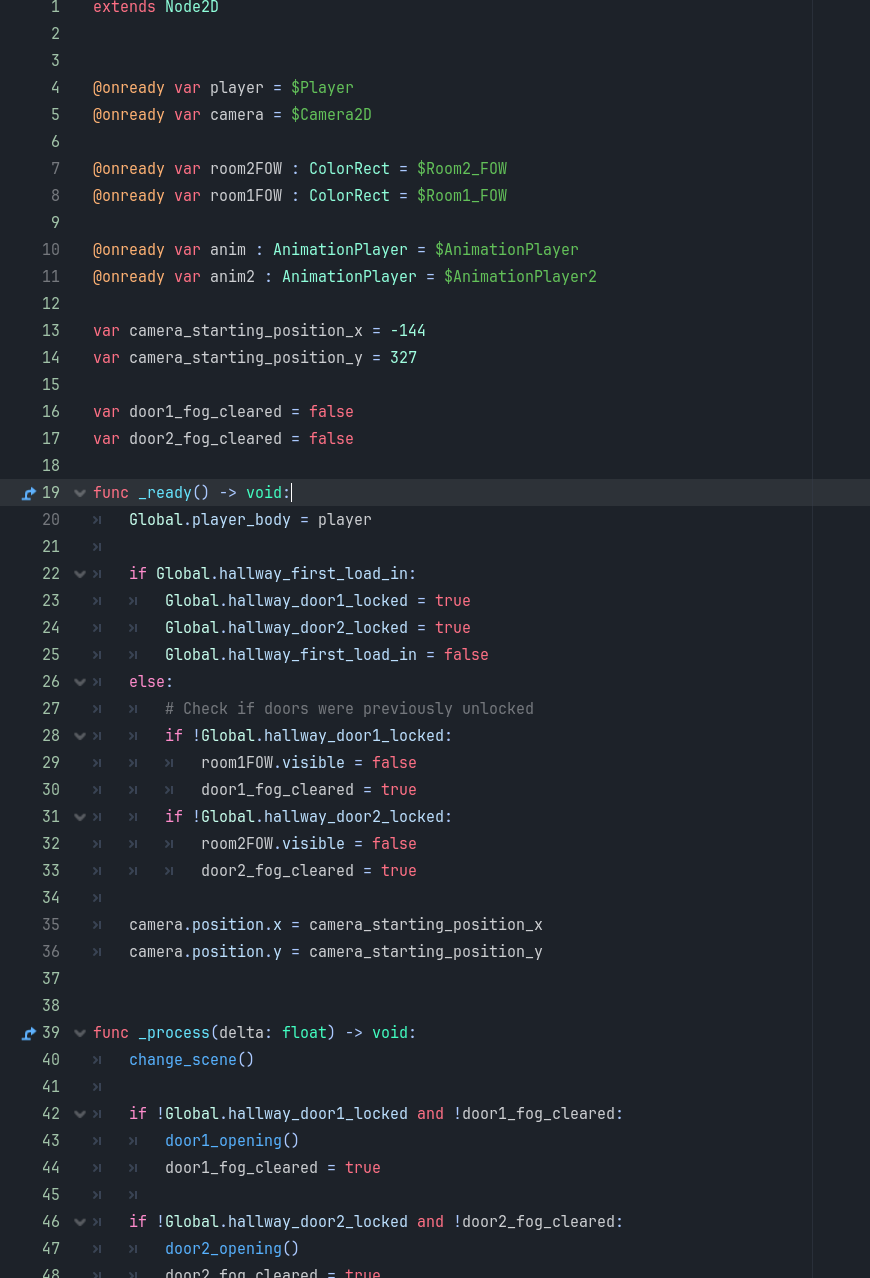 1 extends Node2D
2
3
4 @onready var player = $Player
5 @onready var camera = $Camera2D
6
7 @onready var room2FOW : ColorRect = $Room2_FOW
8 @onready var room1FOW : ColorRect = $Room1_FOW
9
10 @onready var anim : AnimationPlayer = $AnimationPlayer
11 @onready var anim2 : AnimationPlayer = $AnimationPlayer2
12
13 var camera_starting_position_x = -144
14 var camera_starting_position_y = 327
15
16 var door1_fog_cleared = false
17 var door2_fog_cleared = false
18
19 func _ready() -> void:
20 	Global.player_body = player
21
22 	if Global.hallway_first_load_in:
23 		Global.hallway_door1_locked = true
24 		Global.hallway_door2_locked = true
25 		Global.hallway_first_load_in = false
26 	else:
27 		# Check if doors were previously unlocked
28 		if !Global.hallway_door1_locked:
29 			room1FOW.visible = false
30 			door1_fog_cleared = true
31 		if !Global.hallway_door2_locked:
32 			room2FOW.visible = false
33 			door2_fog_cleared = true
34
35 	camera.position.x = camera_starting_position_x
36 	camera.position.y = camera_starting_position_y
37
38
39 func _process(delta: float) -> void:
40 	change_scene()
41
42 	if !Global.hallway_door1_locked and !door1_fog_cleared:
43 		door1_opening()
44 		door1_fog_cleared = true
45
46 	if !Global.hallway_door2_locked and !door2_fog_cleared:
47 		door2_opening()
48 		door2_fog_cleared = true